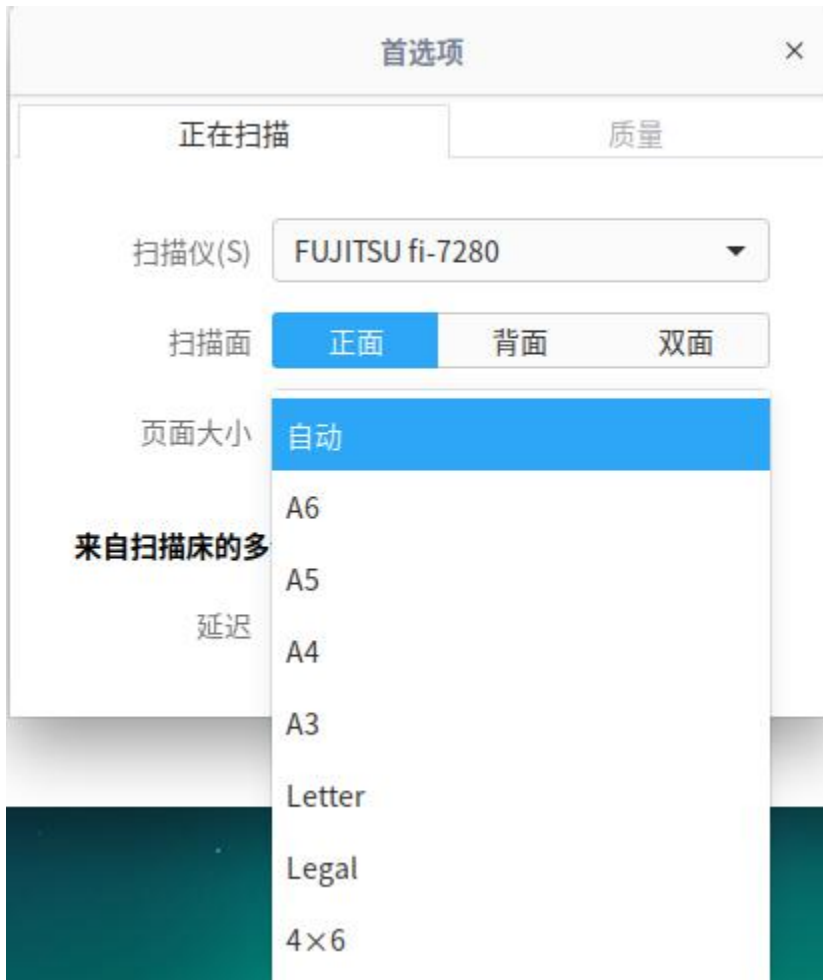 首选项
正在扫描 质量
扫描仪(S) FUJITSU fi-7280
扫描面 正面 背面 双面
页面大小 自动
A6
来自扫描床的多
A5
延迟
A4
A3
Letter
Legal
4×6